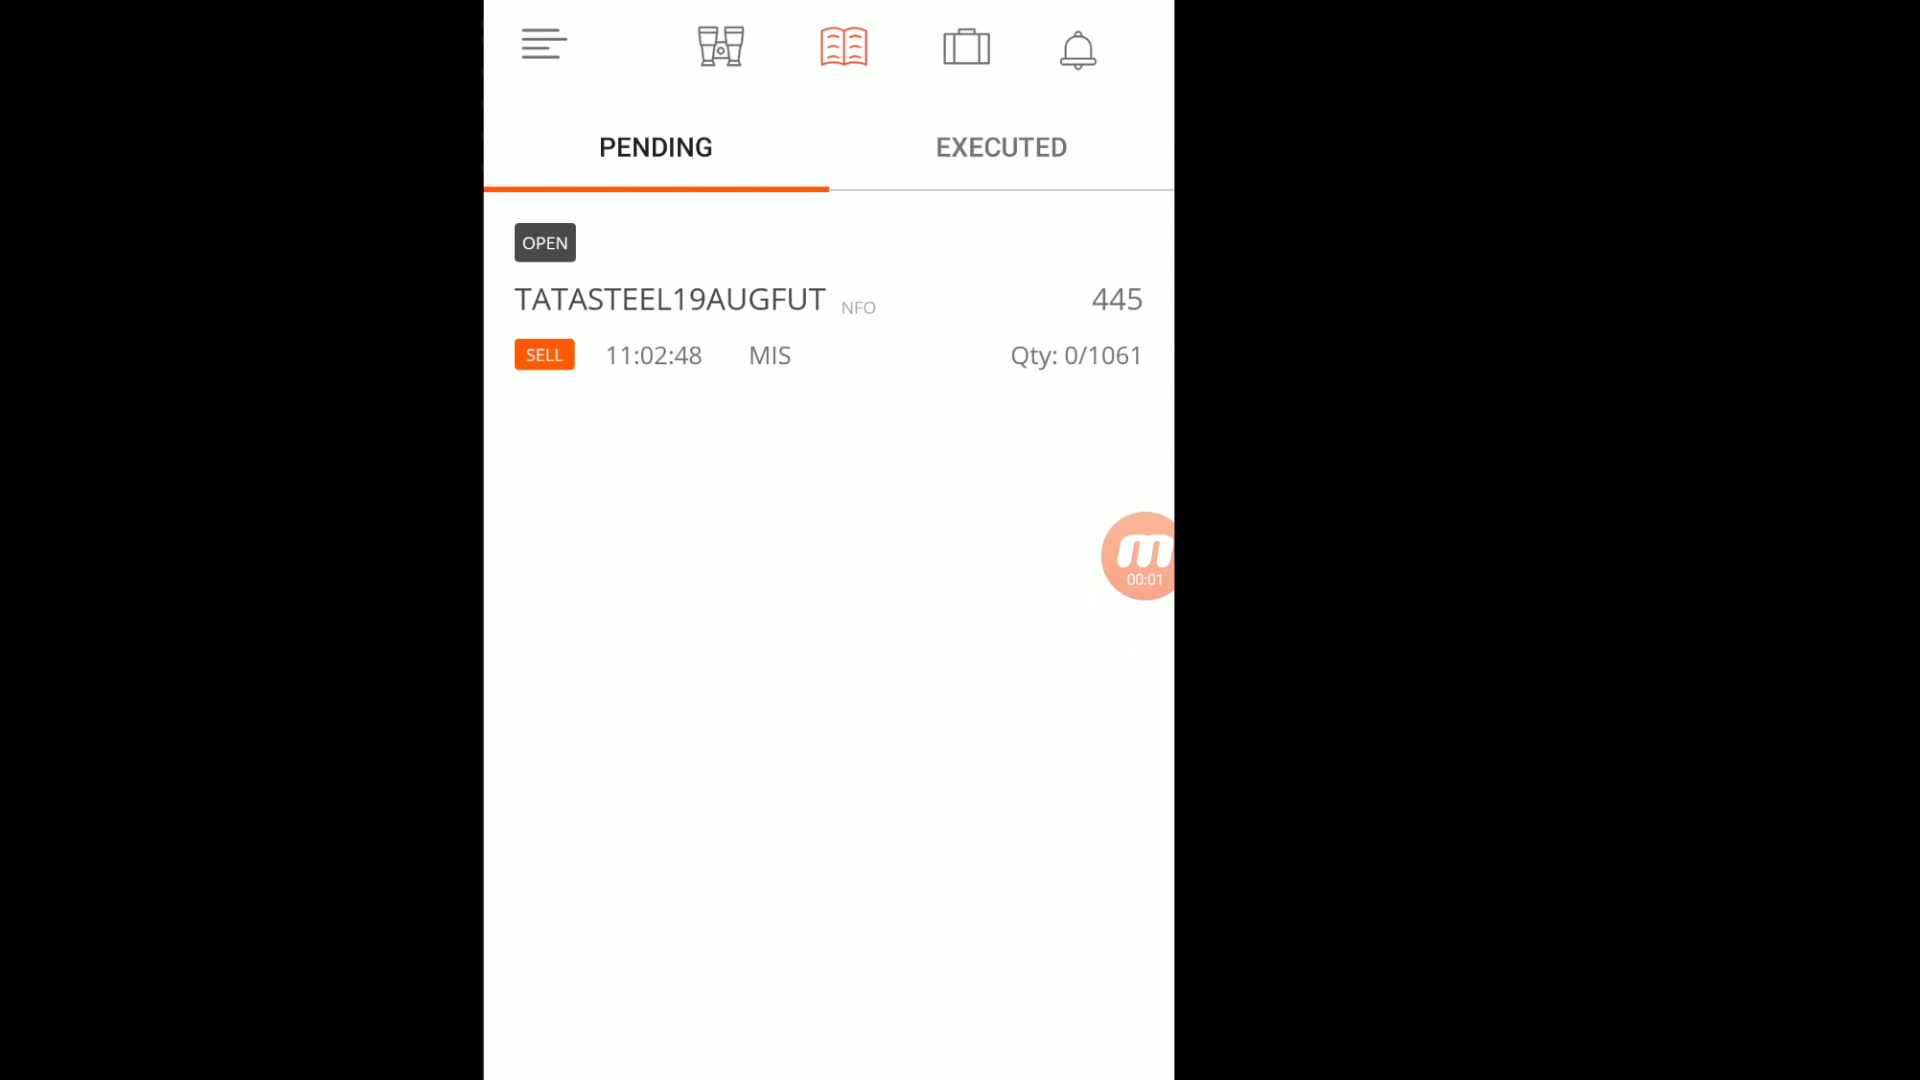 PENDING EXECUTED
OPEN
TATASTEEL19AUGFUT NFO 445
SELL 11:02:48 MIS Qty: 0/1061
m
00:01